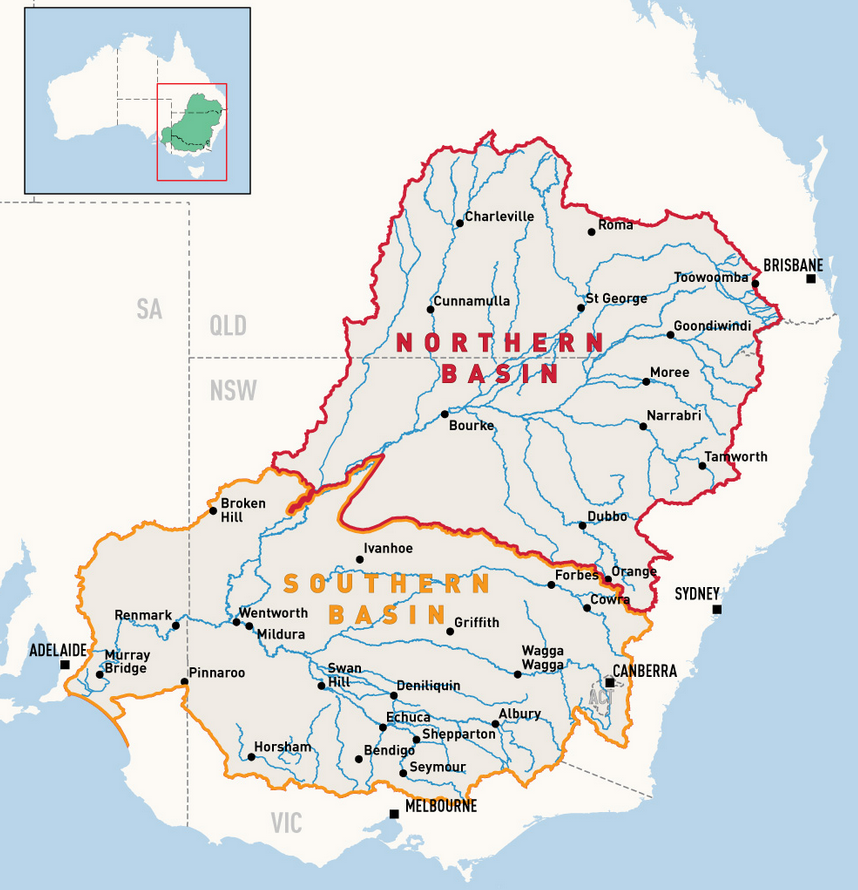 Charleville
Roma
BRISBANE
Toowoomba
SA
Cunnamulla
St George
QLD
Goondiwindi
NORTHERN
BASIN
Moree
NSW
Narrabri
Bourke
Tamworth
Broken
Hill
Dubbo
Ivanhoe
Orange
SOUTHERN
BASIN
Forbes
Cowra
SYDNEY
Renmark
Wentworth
Mildura
Griffith
ADELAIDE
Murray
Bridge
Pinnaroo
Swan
Hill
Wagga
Wagga
CANBERRA
ACT
Deniliquin
Echuca
Albury
Shepparton
Horsham
Bendigo
Seymour
MELBOURNE
VIC